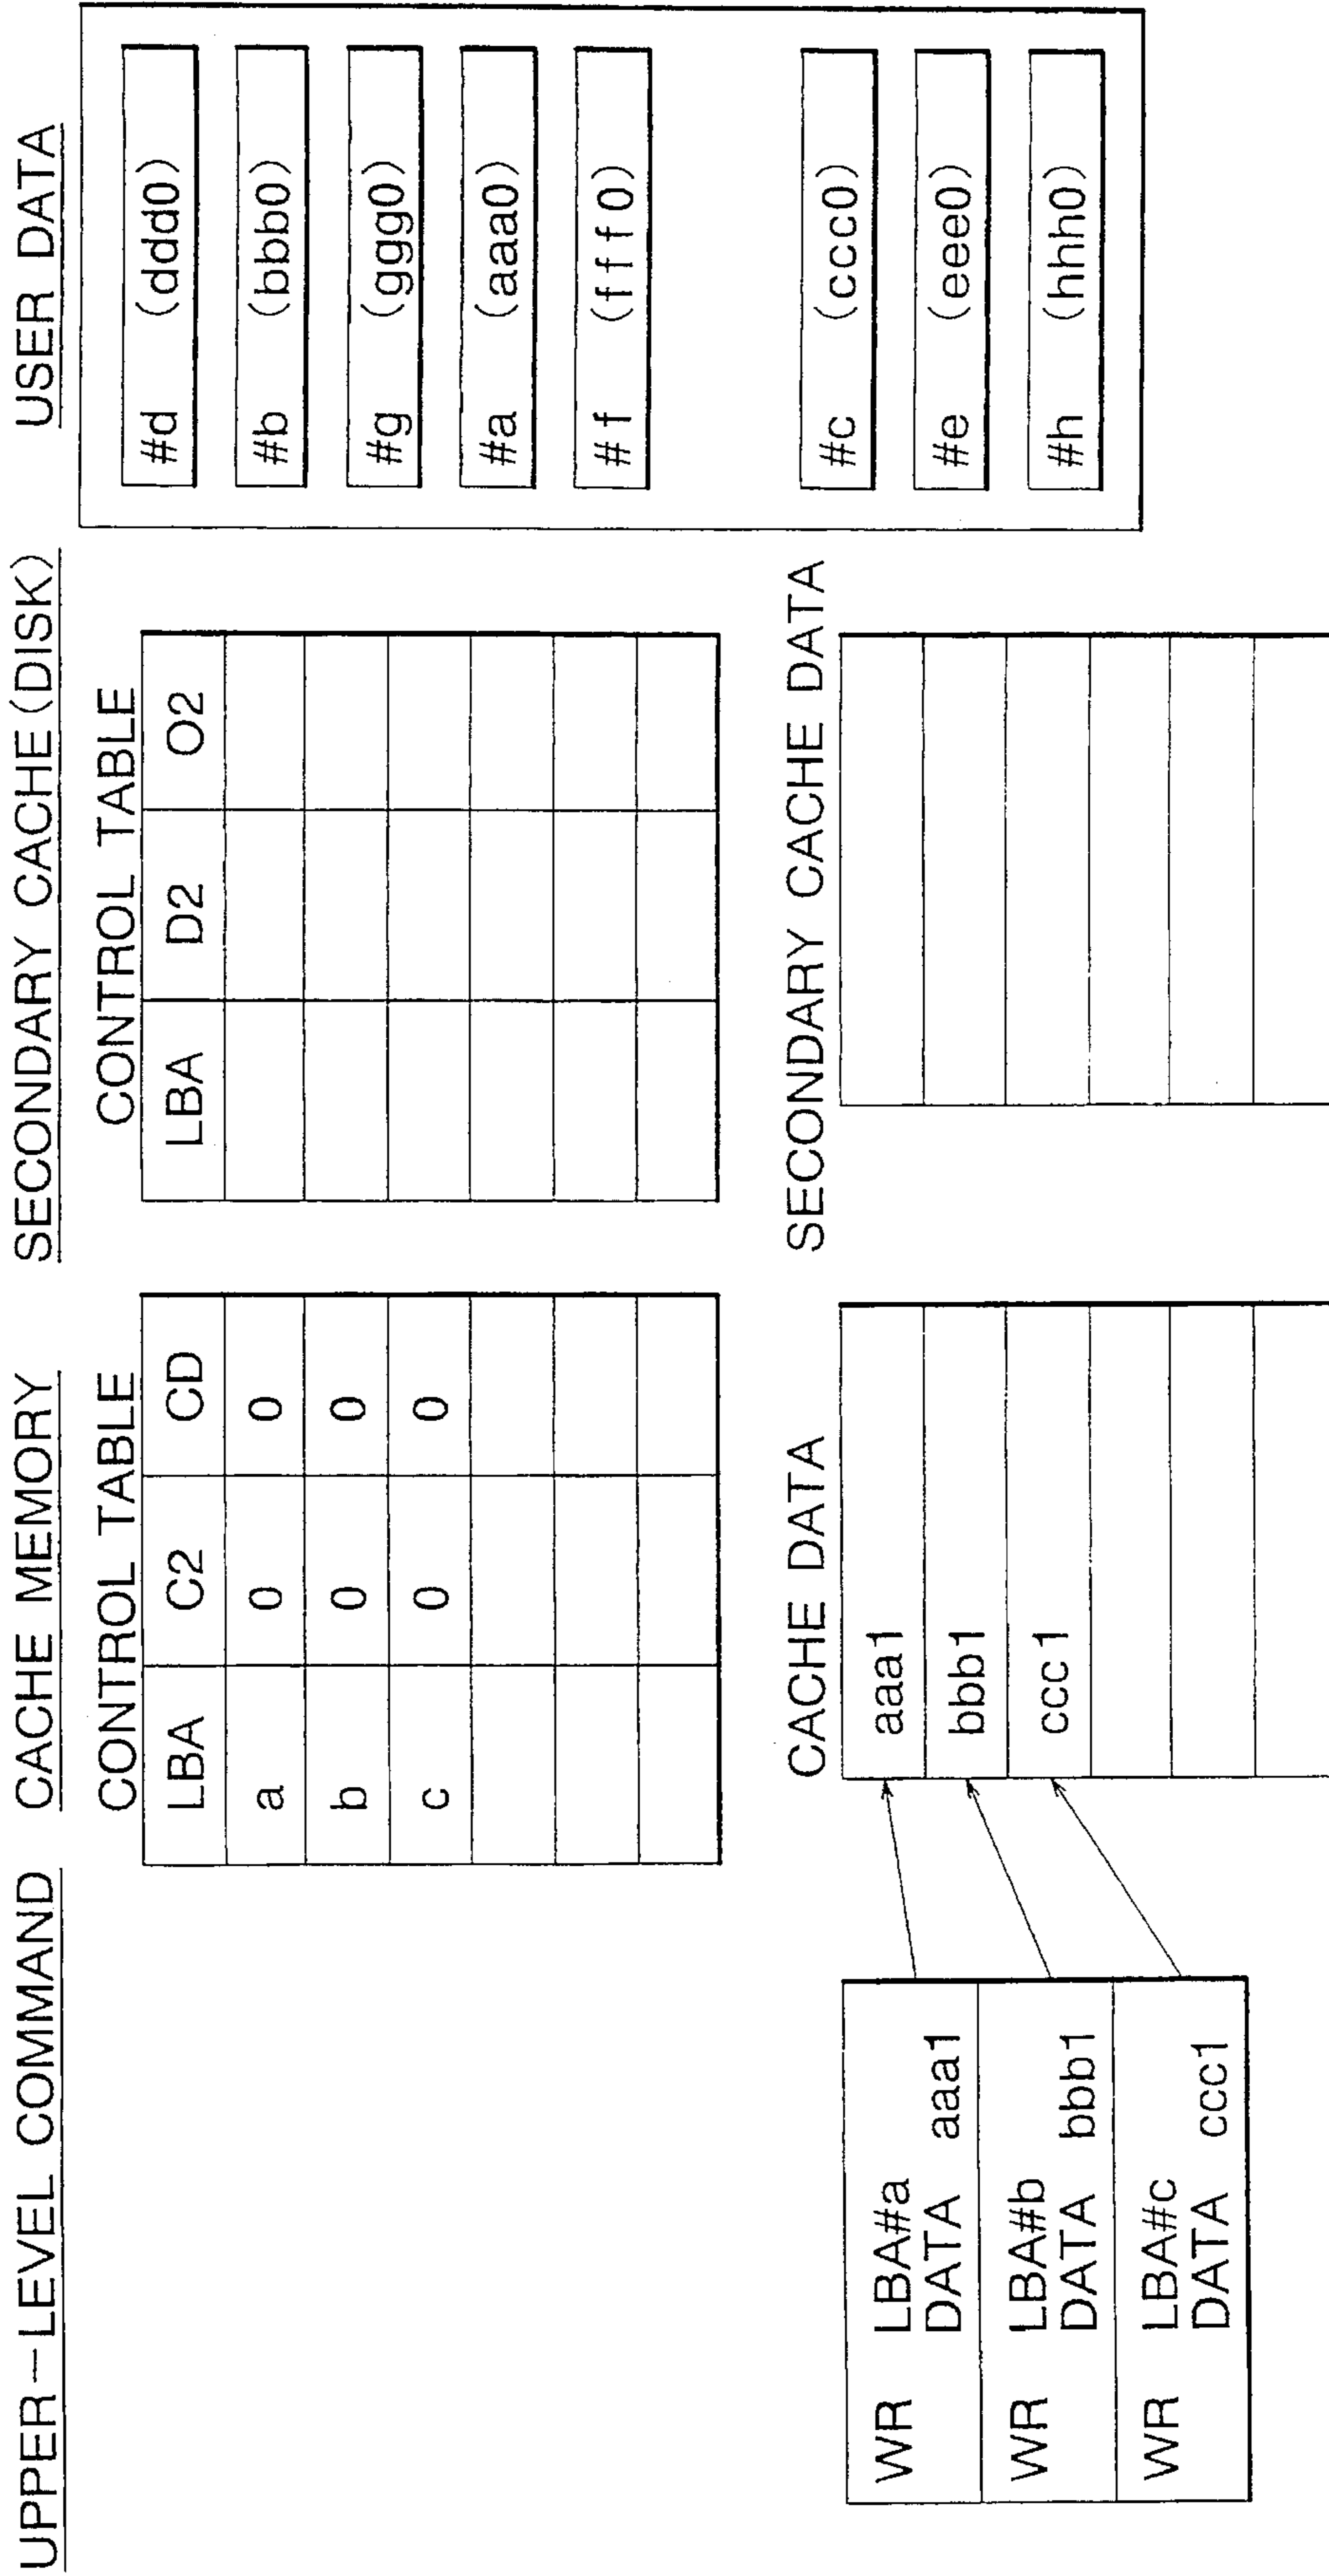 UPPER-LEVEL COMMAND CACHE MEMORY SECONDARY CACHE(DISK) USER DATA
CONTROL TABLE
LBA C2 CD
a 0 0
b 0 0
c 0 0
CONTROL TABLE
LBA D2 O2
#d (ddd0)
#b (bbb0)
#g (ggg0)
#a (aaa0)
#f (fff0)
#c (ccc0)
#e (eee0)
#h (hhh0)
WR LBA#a
DATA aaa1
WR LBA#b
DATA bbb1
WR LBA#c
DATA ccc1
CACHE DATA
aaa1
bbb1
ccc1
SECONDARY CACHE DATA